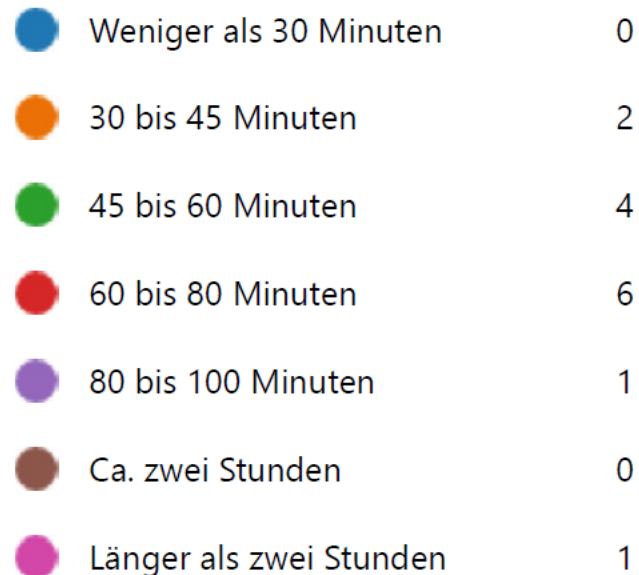 Weniger als 30 Minuten 0
30 bis 45 Minuten 2
45 bis 60 Minuten 4
60 bis 80 Minuten 6
80 bis 100 Minuten 1
Ca. zwei Stunden 0
Länger als zwei Stunden 1